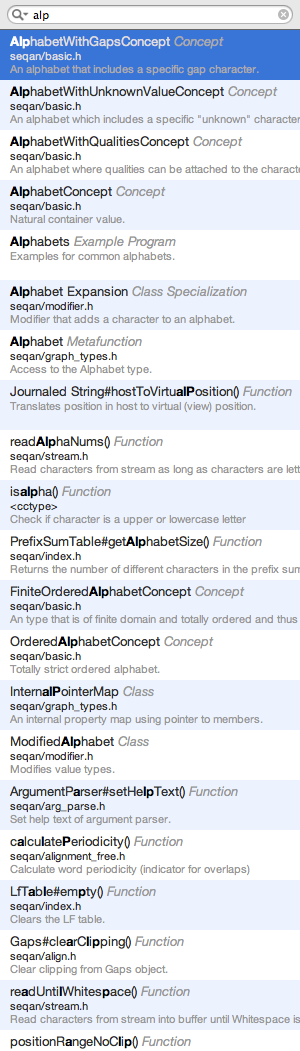 alp
AlphabetWithGapsConcept Concept
seqan/basic.h
An alphabet that includes a specific gap character.
AlphabetWithUnknownValueConcept Concept
seqan/basic.h
An alphabet which includes a specific "unknown" character
AlphabetWithQualitiesConcept Concept
seqan/basic.h
An alphabet where qualities can be attached to the characte
AlphabetConcept Concept
seqan/basic.h
Natural container value.
Alphabets Example Program
Examples for common alphabets.
Alphabet Expansion Class Specialization
seqan/modifier.h
Modifier that adds a character to an alphabet.
Alphabet Metafunction
seqan/graph_types.h
Access to the Alphabet type.
Journaled String#hostToVirtualPosition() Function
Translates position in host to virtual (view) position.
readAlphaNums() Function
seqan/stream.h
Read characters from stream as long as characters are lett
isalpha() Function
<cctype>
Check if character is a upper or lowercase letter
PrefixSumTable#getAlphabetSize() Function
seqan/index.h
Returns the number of different characters in the prefix sum
FiniteOrderedAlphabetConcept Concept
seqan/basic.h
An type that is of finite domain and totally ordered and thus
OrderedAlphabetConcept Concept
seqan/basic.h
Totally strict ordered alphabet.
InternalPointerMap Class
seqan/graph_types.h
An internal property map using pointer to members.
ModifiedAlphabet Class
seqan/modifier.h
Modifies value types.
ArgumentParser#setHelpText() Function
seqan/arg_parse.h
Set help text of argument parser.
calculatePeriodicity() Function
seqan/alignment_free.h
Calculate word periodicity (indicator for overlaps)
LfTable#empty() Function
seqan/index.h
Clears the LF table.
Gaps#clearClipping() Function
seqan/align.h
Clear clipping from Gaps object.
readUntilWhitespace() Function
seqan/stream.h
Read characters from stream into buffer until Whitespace is
positionRangeNoClip() Function